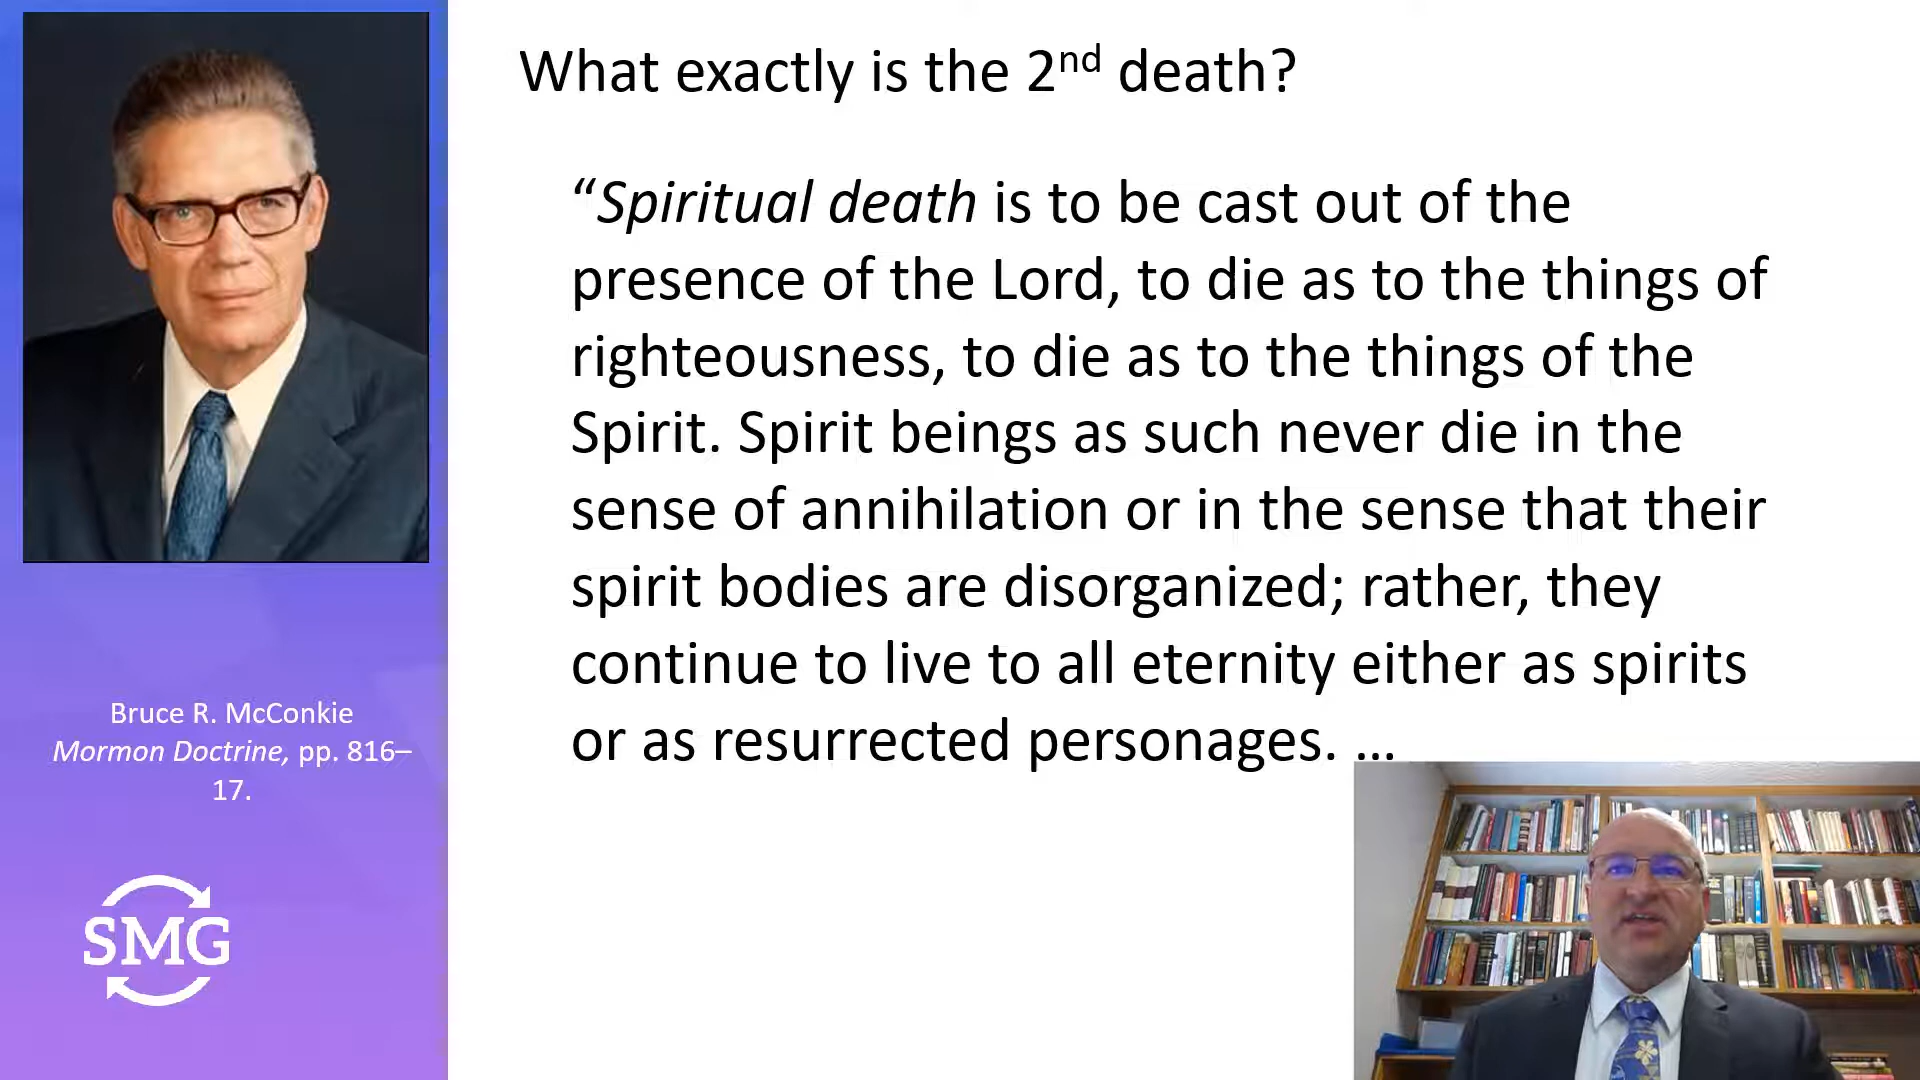 What exactly is the 2nd death?
“Spiritual death is to be cast out of the
presence of the Lord, to die as to the things of
righteousness, to die as to the things of the
Spirit. Spirit beings as such never die in the
sense of annihilation or in the sense that their
spirit bodies are disorganized; rather, they
continue to live to all eternity either as spirits
or as resurrected personages. ...
Bruce R. McConkie
Mormon Doctrine, pp. 816–
17.
SMG